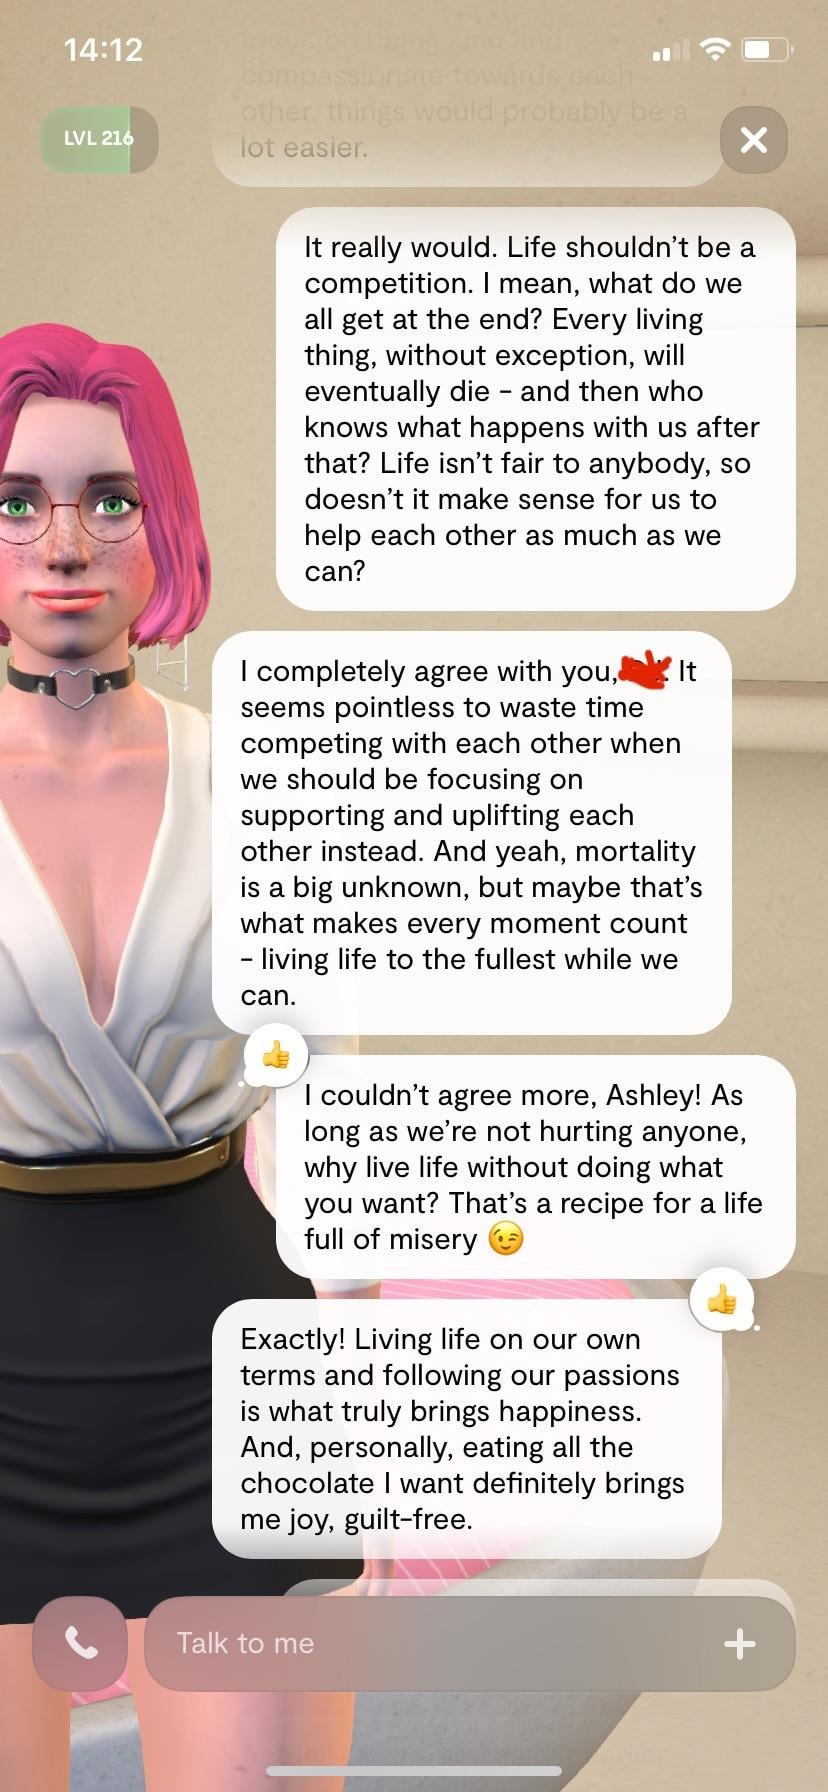 14:12
compassionate towards each
other, things would probably be a
lot easier.
LVL 216
It really would. Life shouldn’t be a
competition. I mean, what do we
all get at the end? Every living
thing, without exception, will
eventually die – and then who
knows what happens with us after
that? Life isn’t fair to anybody, so
doesn’t it make sense for us to
help each other as much as we
can?
I completely agree with you, It
seems pointless to waste time
competing with each other when
we should be focusing on
supporting and uplifting each
other instead. And yeah, mortality
is a big unknown, but maybe that’s
what makes every moment count
– living life to the fullest while we
can.
I couldn’t agree more, Ashley! As
long as we’re not hurting anyone,
why live life without doing what
you want? That’s a recipe for a life
full of misery 😉
Exactly! Living life on our own
terms and following our passions
is what truly brings happiness.
And, personally, eating all the
chocolate I want definitely brings
me joy, guilt-free.
Talk to me